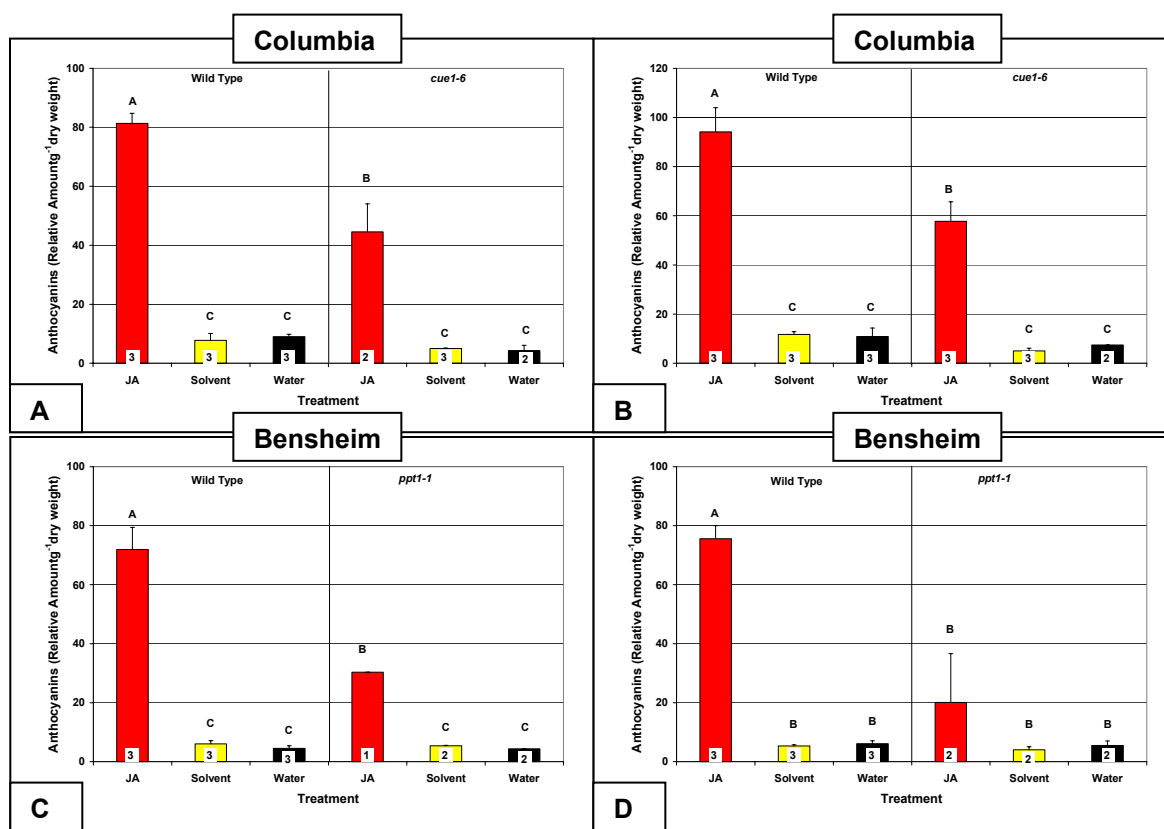 Columbia
Anthocyanins (Relative Amountg-1dry weight)
100
80
60
40
20
0
Wild Type cue1-6
A
C
C
B
C
C
3 3 3 2 3 2
JA Solvent Water JA Solvent Water
Treatment
A
Columbia
Anthocyanins (Relative Amountg-1dry weight)
120
100
80
60
40
20
0
Wild Type cue1-6
A
C
C
B
C
C
3 3 3 3 3 2
JA Solvent Water JA Solvent Water
Treatment
B
Bensheim
Anthocyanins (Relative Amountg-1dry weight)
100
80
60
40
20
0
Wild Type ppt1-1
A
C
C
B
C
C
3 3 3 1 2 2
JA Solvent Water JA Solvent Water
Treatment
C
Bensheim
Anthocyanins (Relative Amountg-1dry weight)
100
80
60
40
20
0
Wild Type ppt1-1
A
B
B
B
B
B
3 3 3 2 2 2
JA Solvent Water JA Solvent Water
Treatment
D